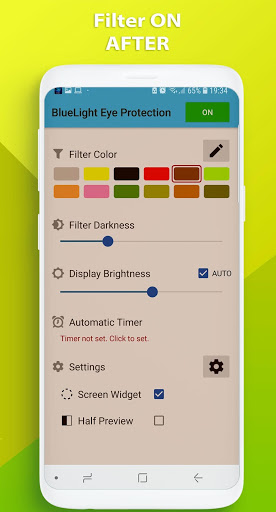 Filter ON
AFTER
65% 19:34
BlueLight Eye Protection ON
Filter Color
Filter Darkness
Display Brightness AUTO
Automatic Timer
Timer not set. Click to set.
Settings
Screen Widget
Half Preview